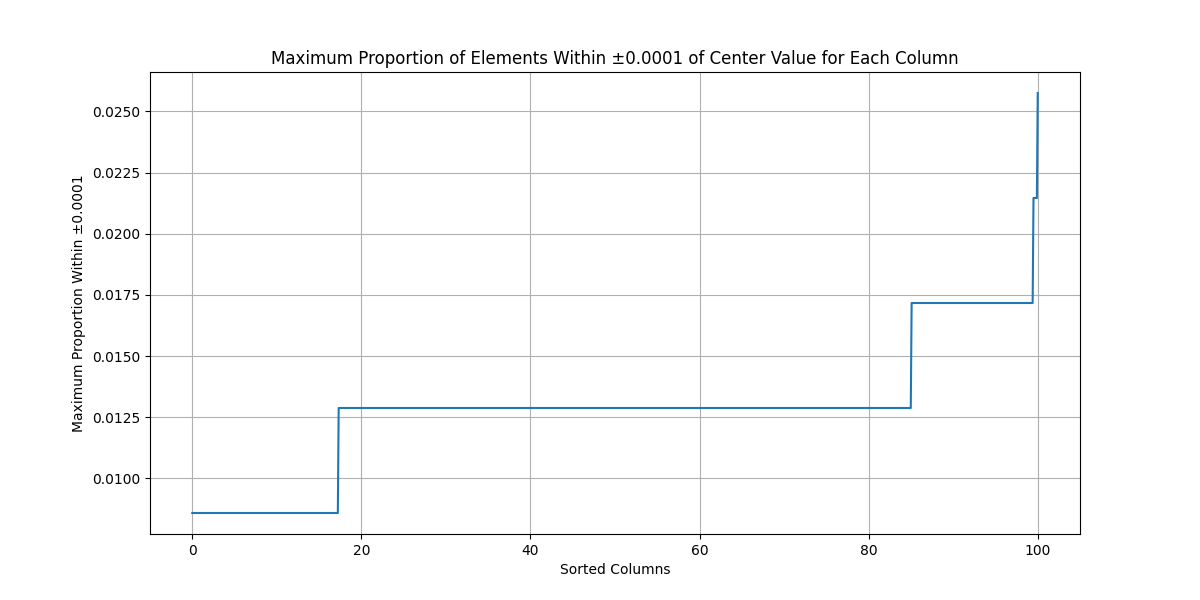 Maximum Proportion of Elements Within ±0.0001 of Center Value for Each Column
Maximum Proportion Within ±0.0001
0.0250
0.0225
0.0200
0.0175
0.0150
0.0125
0.0100
0 20 40 60 80 100
Sorted Columns